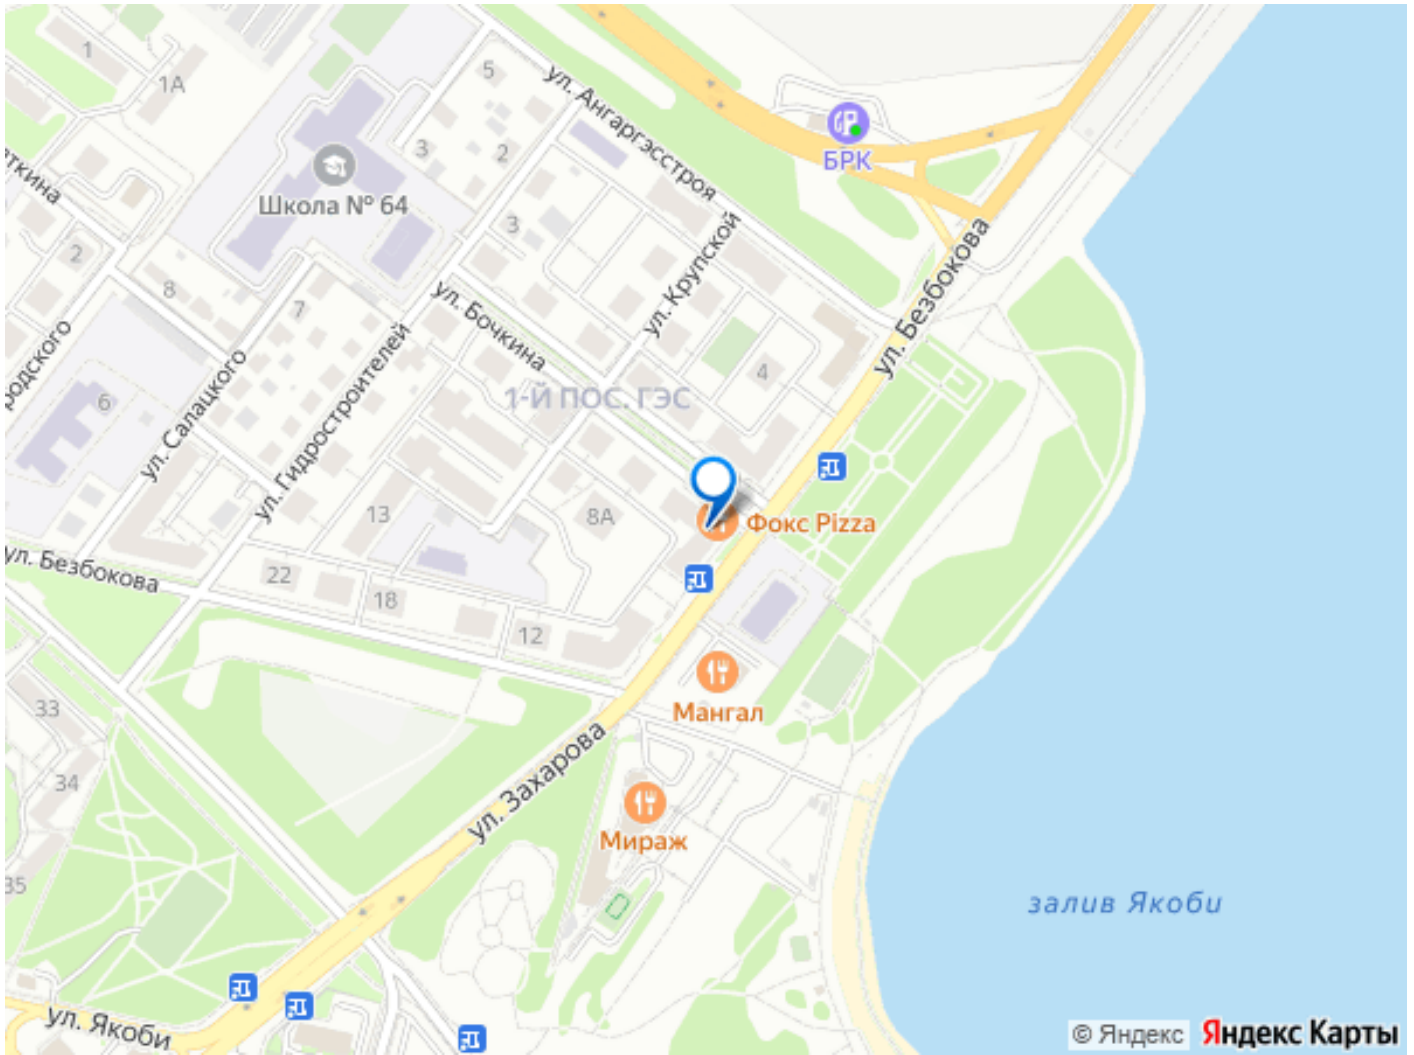 1
1А
5
ул. Ангаргэсстроя
БРК
3
2
Школа № 64
3
ул. Крупской
2
8
7
ул. Бочкина
ул. Безбокова
4
1-Й ПОС. ГЭС
6
ул. Салацкого
ул. Гидростроителей
13
8А
Фокс Pizza
ул. Безбокова
22
18
12
Мангал
33
ул. Захарова
34
Мираж
35
залив Якоби
ул. Якоби
© Яндекс Яндекс Карты